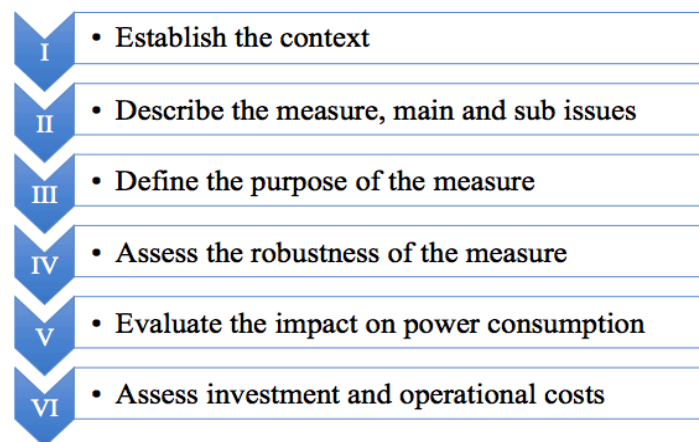 I • Establish the context
II • Describe the measure, main and sub issues
III • Define the purpose of the measure
IV • Assess the robustness of the measure
V • Evaluate the impact on power consumption
VI • Assess investment and operational costs